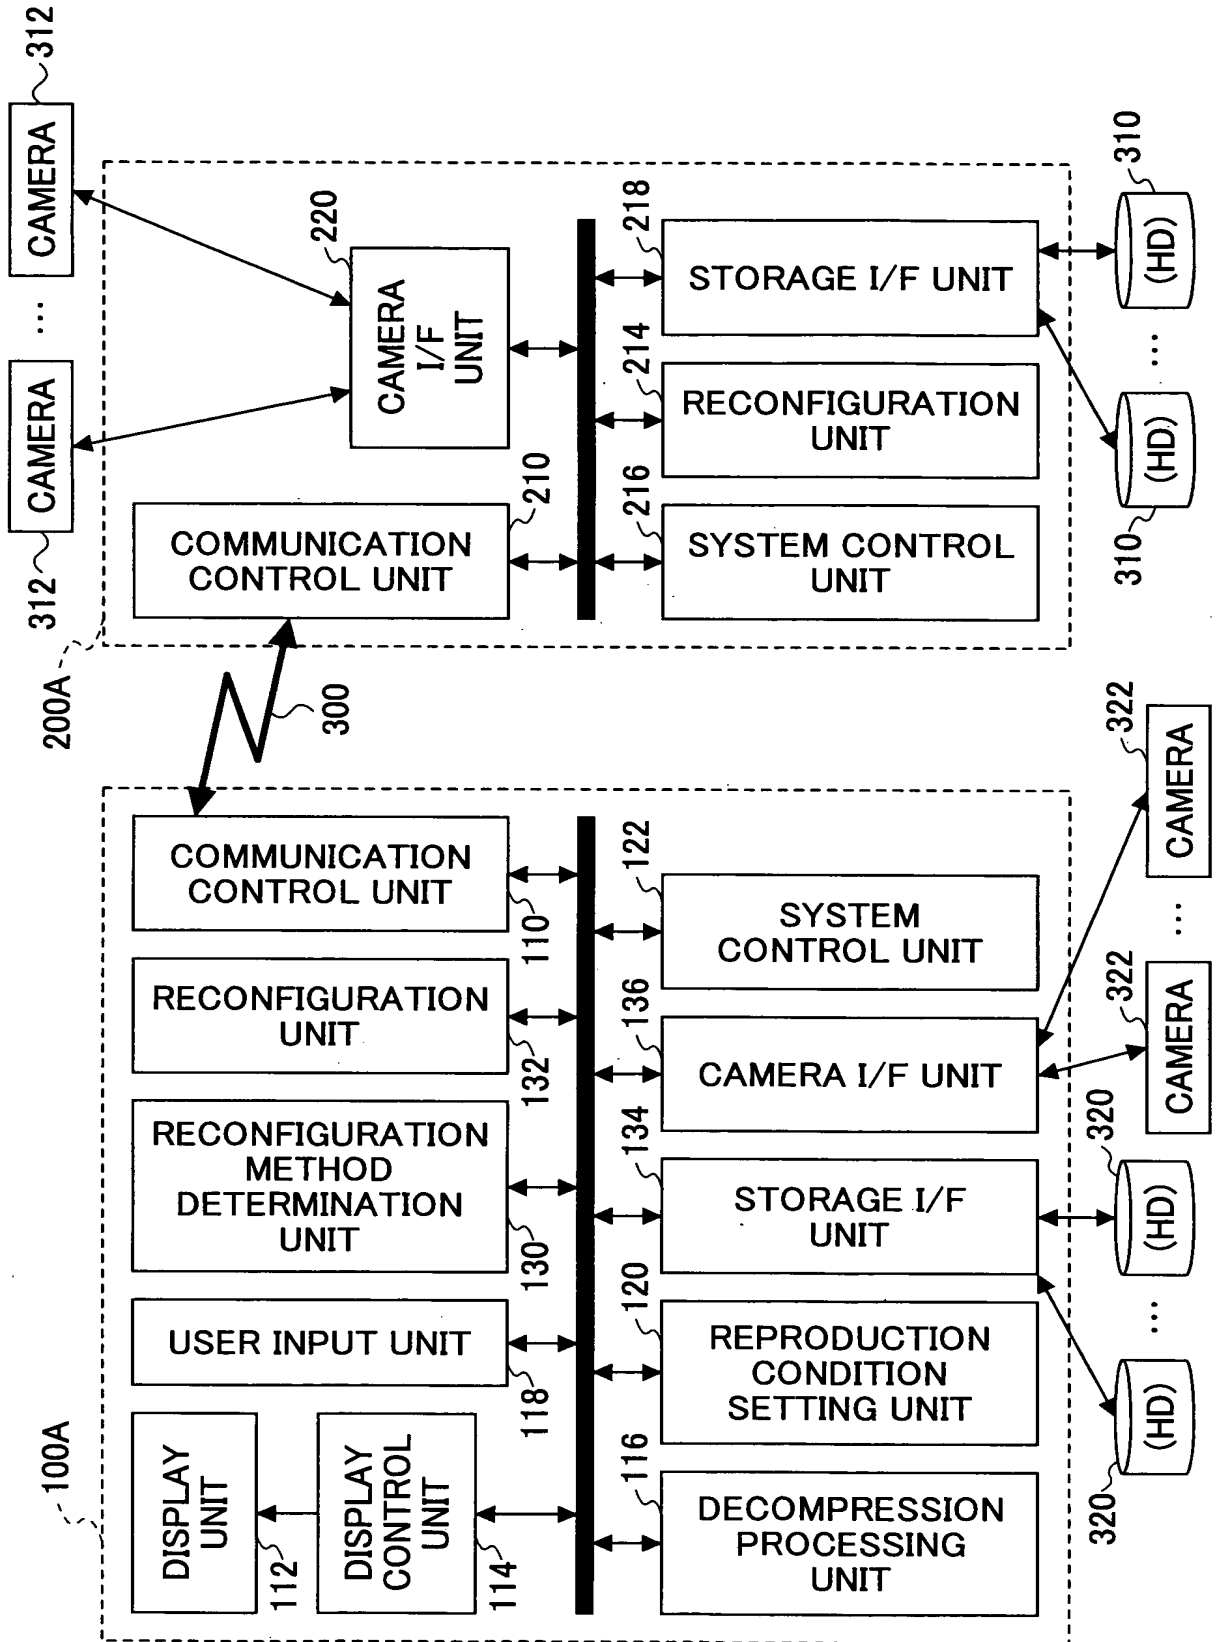 100A
DISPLAY
UNIT
112
DISPLAY
CONTROL
UNIT
114
USER INPUT UNIT
118
RECONFIGURATION
METHOD
DETERMINATION
UNIT
130
RECONFIGURATION
UNIT
132
COMMUNICATION
CONTROL UNIT
110
116
DECOMPRESSION
PROCESSING
UNIT
120
REPRODUCTION
CONDITION
SETTING UNIT
134
STORAGE I/F
UNIT
136
CAMERA I/F UNIT
122
SYSTEM
CONTROL UNIT
320
(HD)
...
320
(HD)
322
CAMERA
...
322
CAMERA
300
200A
COMMUNICATION
CONTROL UNIT
210
220
CAMERA
I/F
UNIT
312
CAMERA
...
CAMERA
312
216
SYSTEM CONTROL
UNIT
214
RECONFIGURATION
UNIT
218
STORAGE I/F UNIT
310
(HD)
...
310
(HD)